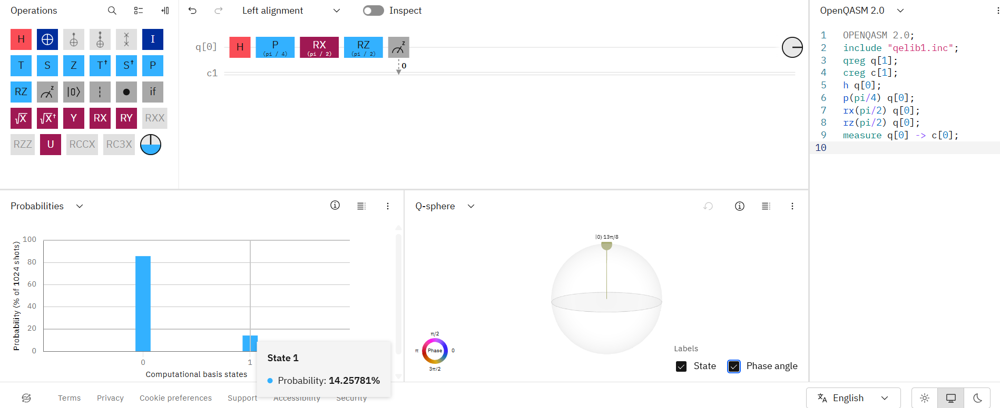 Operations
Left alignment
Inspect
H
I
T S Z T† S† P
RZ z |0⟩ if
√X √X† Y RX RY RXX
RZZ U RCCX RC3X
q[0] H P (pi / 4) RX (pi / 2) RZ (pi / 2) z
0
c1
OpenQASM 2.0
1 OPENQASM 2.0;
2 include "qelib1.inc";
3 qreg q[1];
4 creg c[1];
5 h q[0];
6 p(pi/4) q[0];
7 rx(pi/2) q[0];
8 rz(pi/2) q[0];
9 measure q[0] -> c[0];
10
Probabilities
Probability (% of 1024 shots)
100
80
60
40
20
0
0 1
Computational basis states
State 1
Probability: 14.25781%
Q-sphere
|0⟩ 13π/8
π/2
π Phase 0
3π/2
Labels
State Phase angle
Terms Privacy Cookie preferences Support Accessibility Security
English